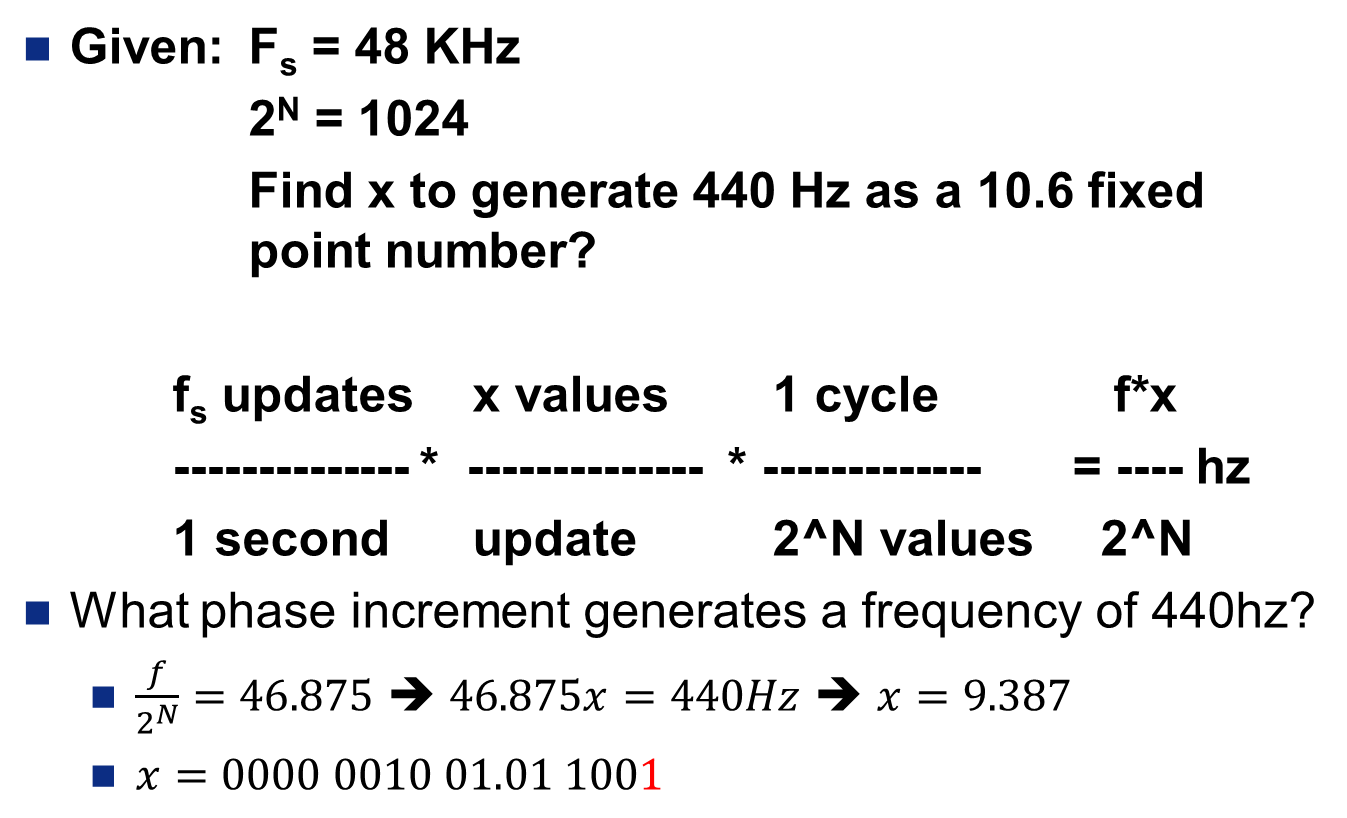 ■ Given: Fₛ = 48 KHz
2ᴺ = 1024
Find x to generate 440 Hz as a 10.6 fixed
point number?
fₛ updates x values 1 cycle f*x
-------------- * -------------- * ------------- = ---- hz
1 second update 2^N values 2^N
■ What phase increment generates a frequency of 440hz?
■ f/2ᴺ = 46.875 ➔ 46.875x = 440Hz ➔ x = 9.387
■ x = 0000 0010 01.01 1001